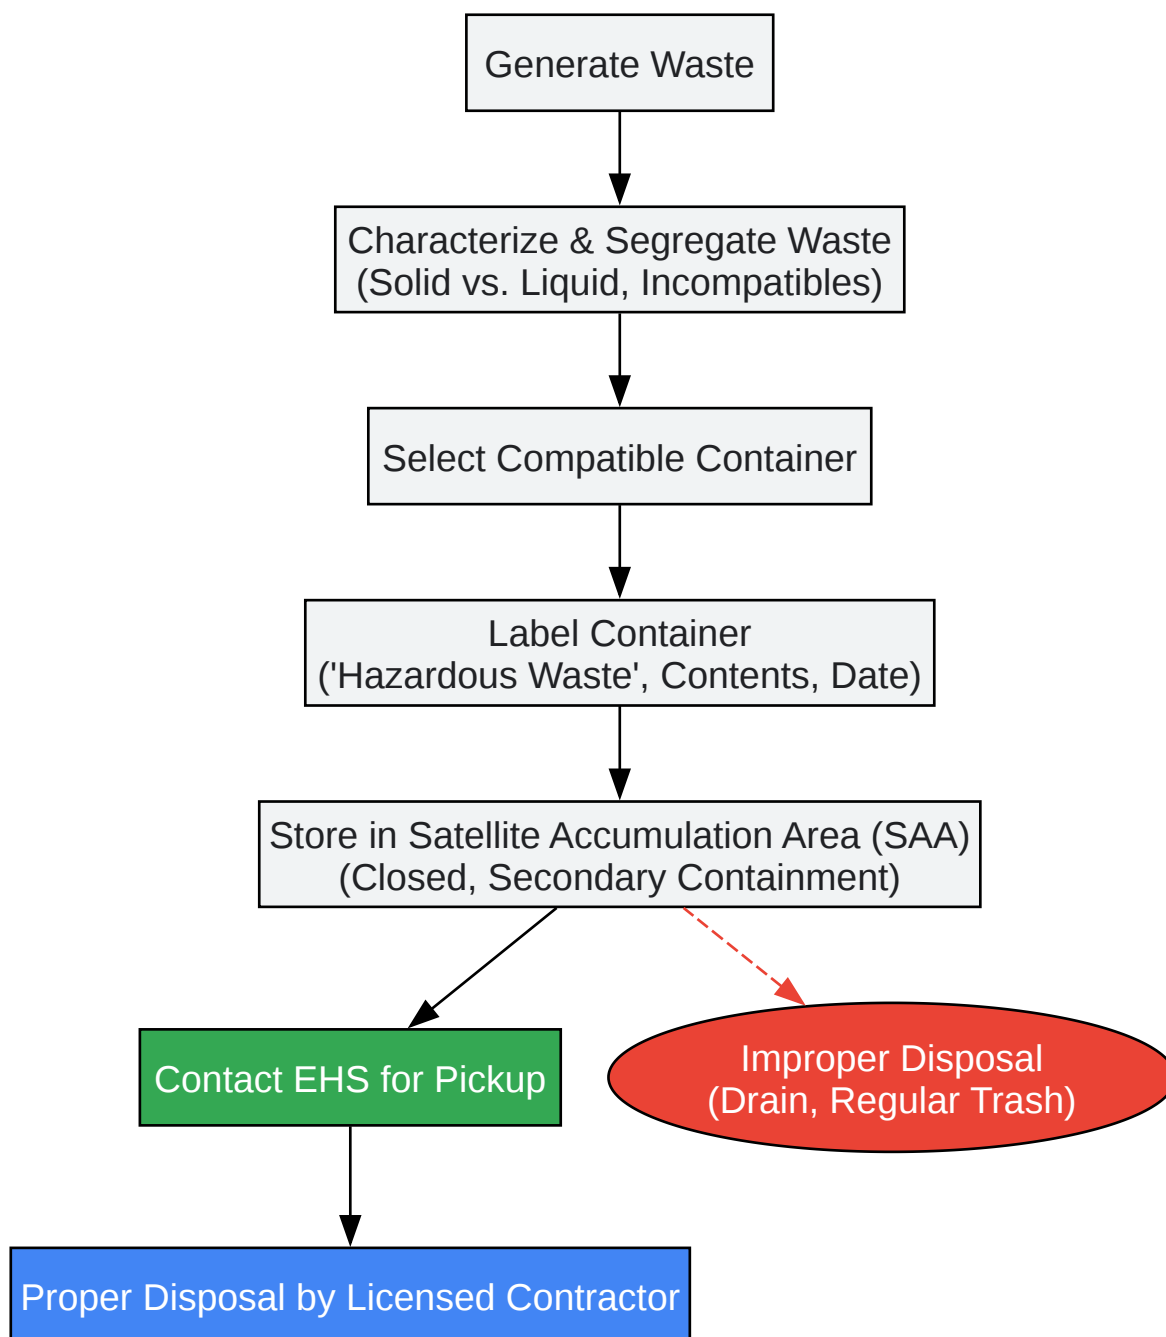 Generate Waste
Characterize & Segregate Waste
(Solid vs. Liquid, Incompatibles)
Select Compatible Container
Label Container
('Hazardous Waste', Contents, Date)
Store in Satellite Accumulation Area (SAA)
(Closed, Secondary Containment)
Contact EHS for Pickup
Improper Disposal
(Drain, Regular Trash)
Proper Disposal by Licensed Contractor